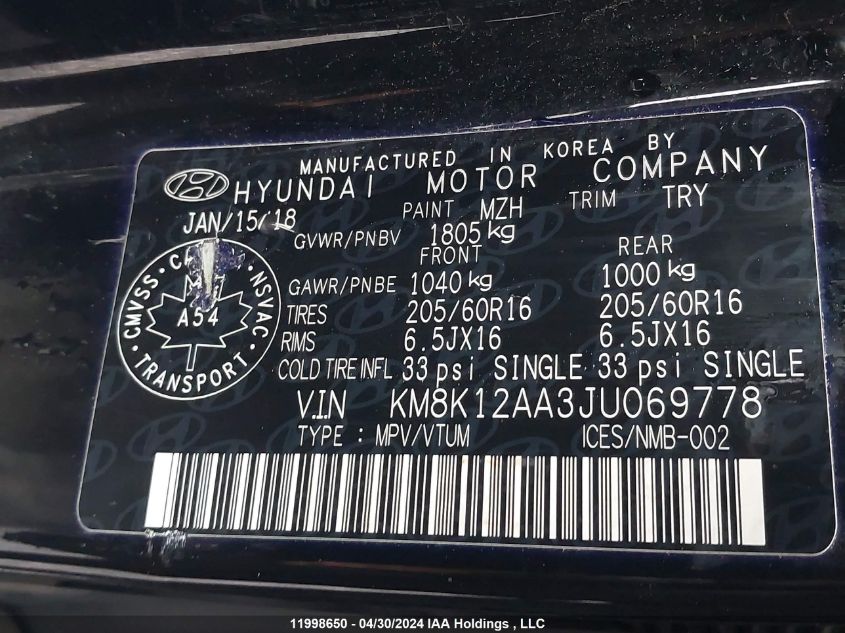 MANUFACTURED IN KOREA BY
HYUNDAI MOTOR COMPANY
JAN/15/18 PAINT MZH TRIM TRY
GVWR/PNBV 1805 kg
FRONT REAR
GAWR/PNBE 1040 kg 1000 kg
TIRES 205/60R16 205/60R16
RIMS 6.5JX16 6.5JX16
COLD TIRE INFL 33 psi SINGLE 33 psi SINGLE
CMVSS NSVAC
A54
TRANSPORT
V.I.N KM8K12AA3JU069778
TYPE : MPV/VTUM ICES/NMB-002
11998650 - 04/30/2024 IAA Holdings , LLC